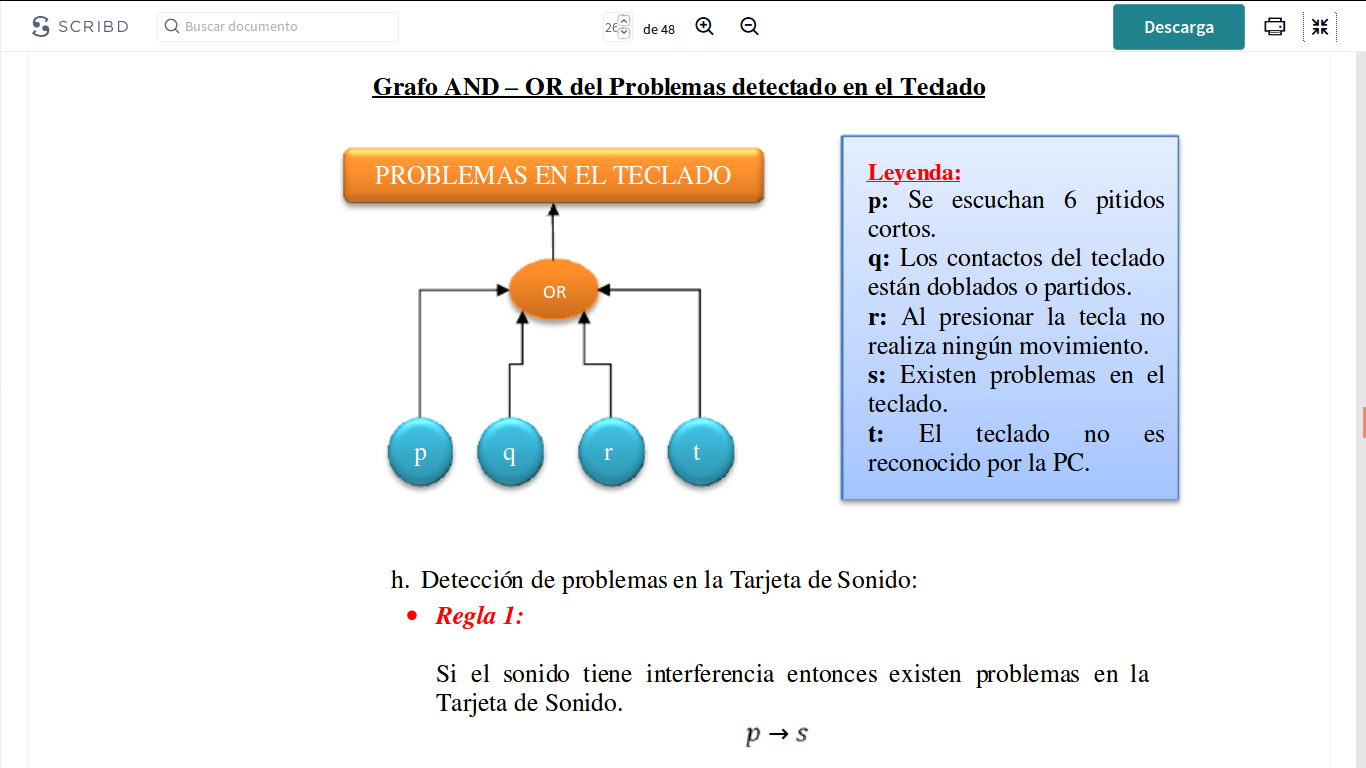 SCRIBD
Buscar documento
26
de 48
Descarga
Grafo AND – OR del Problemas detectado en el Teclado
PROBLEMAS EN EL TECLADO
OR
p
q
r
t
Leyenda:
p: Se escuchan 6 pitidos
cortos.
q: Los contactos del teclado
están doblados o partidos.
r: Al presionar la tecla no
realiza ningún movimiento.
s: Existen problemas en el
teclado.
t: El teclado no es
reconocido por la PC.
h. Detección de problemas en la Tarjeta de Sonido:
• Regla 1:
Si el sonido tiene interferencia entonces existen problemas en la
Tarjeta de Sonido.
p → s